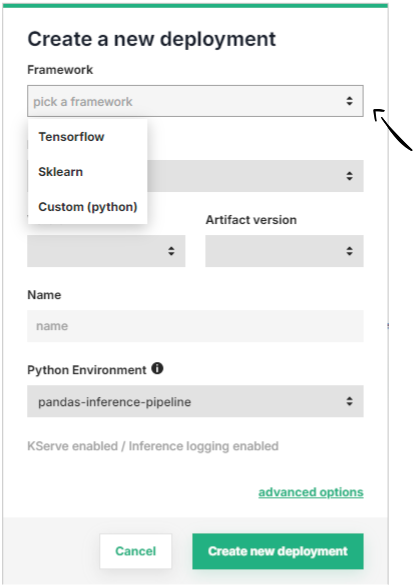 Create a new deployment
Framework
pick a framework
Tensorflow
Sklearn
Custom (python)
Artifact version
Name
name
Python Environment
pandas-inference-pipeline
KServe enabled / Inference logging enabled
advanced options
Cancel
Create new deployment